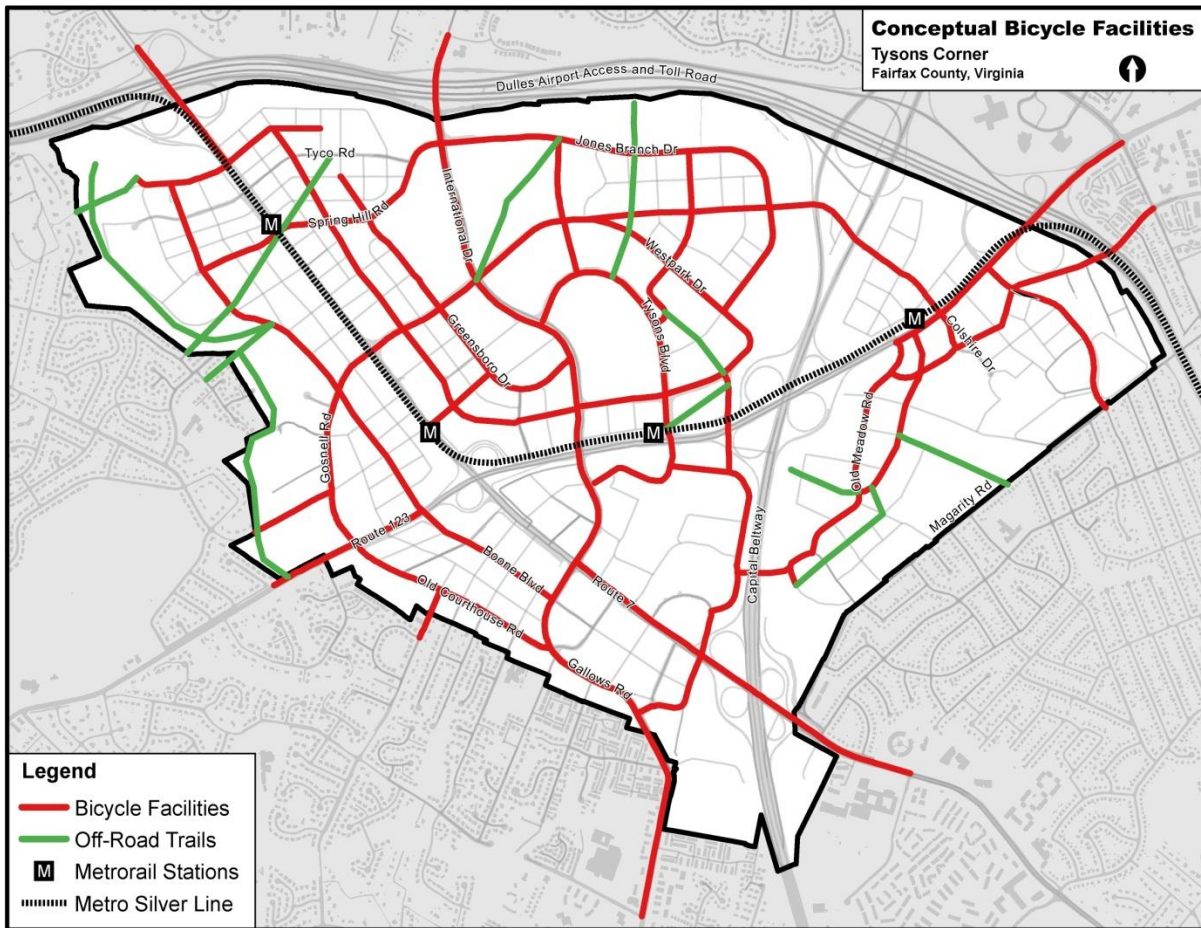 Conceptual Bicycle Facilities
Tysons Corner
Fairfax County, Virginia
Dulles Airport Access and Toll Road
Jones Branch Dr
Tyco Rd
International Dr
M
Spring Hill Rd
Westpark Dr
Tysons Blvd
Greensboro Dr
M
Colshire Dr
Gosnell Rd
M
M
Old Meadow Rd
Magarity Rd
Route 123
Boone Blvd
Capital Beltway
Route 7
Old Courthouse Rd
Gallows Rd
Legend
Bicycle Facilities
Off-Road Trails
M Metrorail Stations
Metro Silver Line